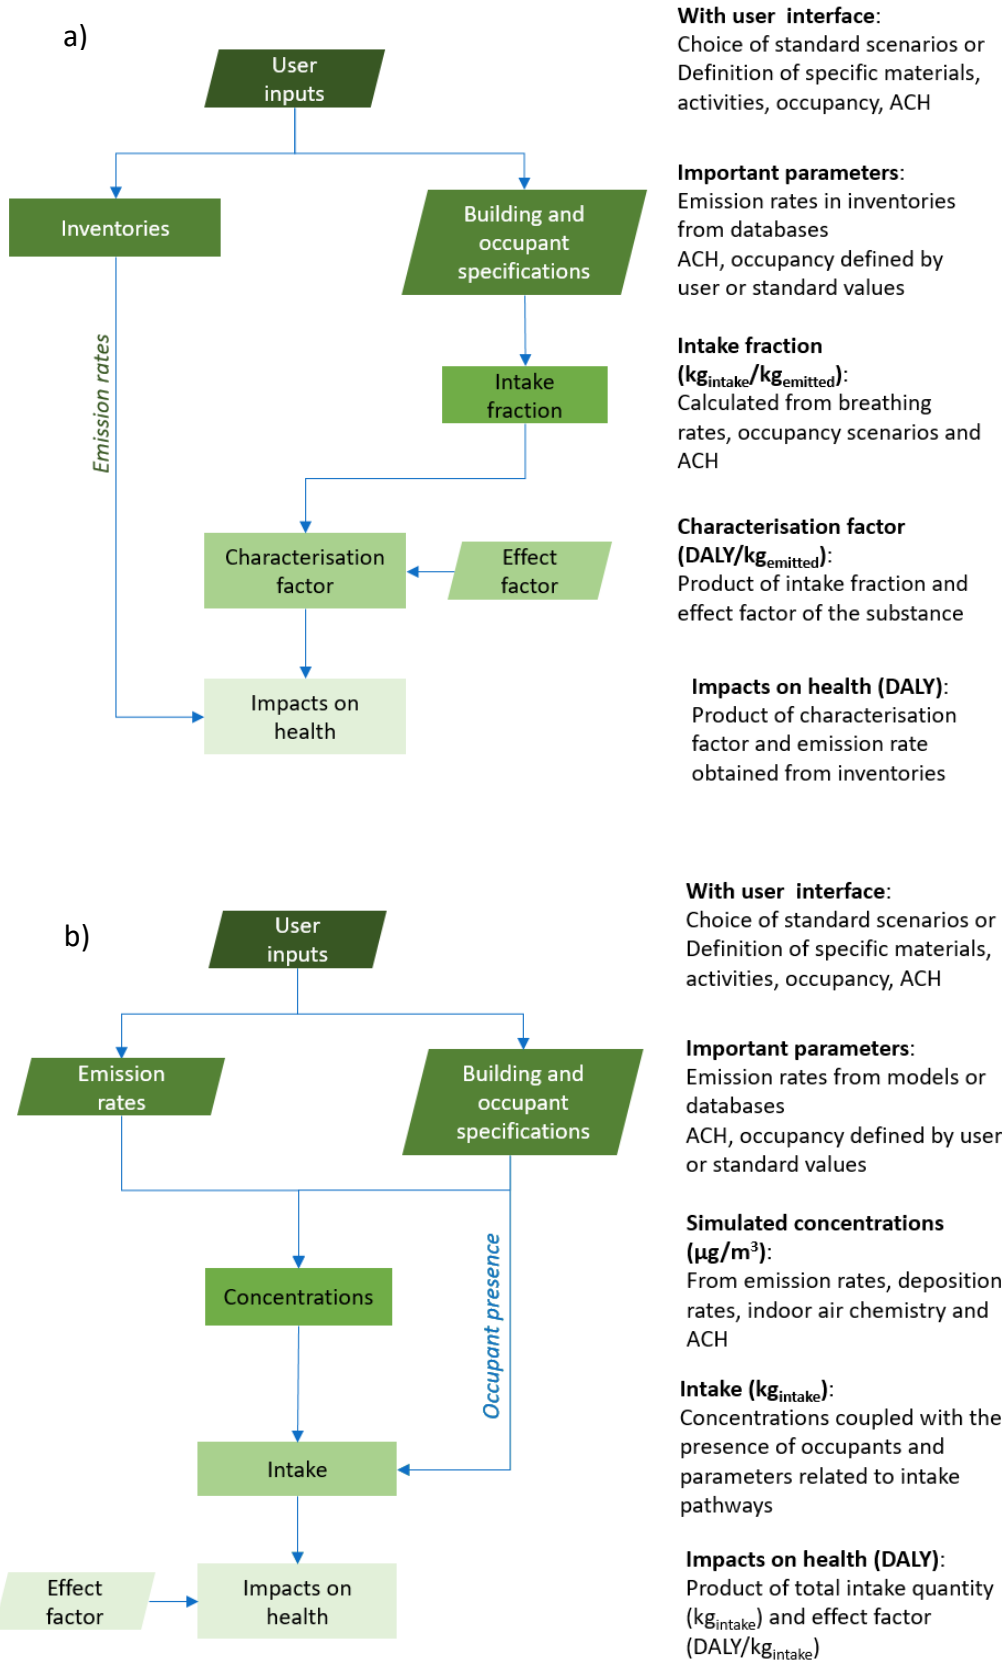 a)
User
inputs
Inventories
Building and
occupant
specifications
Emission rates
Intake
fraction
Characterisation
factor
Effect
factor
Impacts on
health
With user  interface:
Choice of standard scenarios or
Definition of specific materials,
activities, occupancy, ACH
Important parameters:
Emission rates in inventories
from databases
ACH, occupancy defined by
user or standard values
Intake fraction
(kgintake/kgemitted):
Calculated from breathing
rates, occupancy scenarios and
ACH
Characterisation factor
(DALY/kgemitted):
Product of intake fraction and
effect factor of the substance
Impacts on health (DALY):
Product of characterisation
factor and emission rate
obtained from inventories
b)
User
inputs
Emission
rates
Building and
occupant
specifications
Concentrations
Occupant presence
Intake
Effect
factor
Impacts on
health
With user  interface:
Choice of standard scenarios or
Definition of specific materials,
activities, occupancy, ACH
Important parameters:
Emission rates from models or
databases
ACH, occupancy defined by user
or standard values
Simulated concentrations
(µg/m³):
From emission rates, deposition
rates, indoor air chemistry and
ACH
Intake (kgintake):
Concentrations coupled with the
presence of occupants and
parameters related to intake
pathways
Impacts on health (DALY):
Product of total intake quantity
(kgintake) and effect factor
(DALY/kgintake)